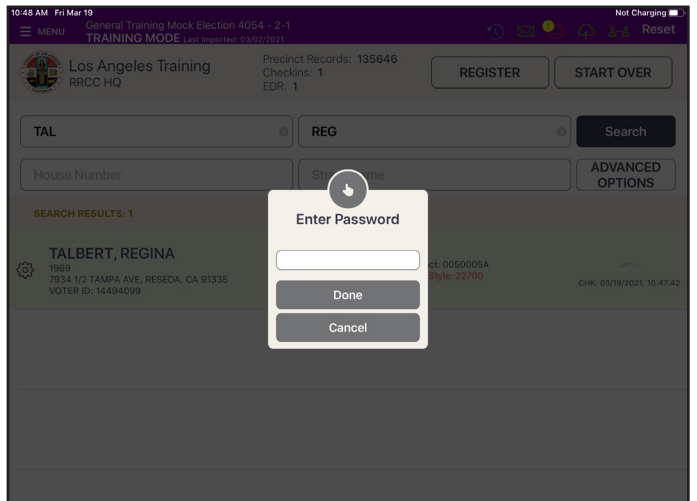 10:48 AM Fri Mar 19
Not Charging
MENU
General Training Mock Election 4054 - 2-1
TRAINING MODE Last Imported: 03/02/2021
1
Reset
Los Angeles Training
RRCC HQ
Precinct Records: 135646
Checkins: 1
EDR: 1
REGISTER
START OVER
TAL
REG
Search
House Number
ADVANCED
OPTIONS
SEARCH RESULTS: 1
Enter Password
TALBERT, REGINA
1969
7934 1/2 TAMPA AVE, RESEDA, CA 91335
VOTER ID: 14494099
0050005A
Style: 22700
CHK: 03/19/2021, 10:47:42
Done
Cancel